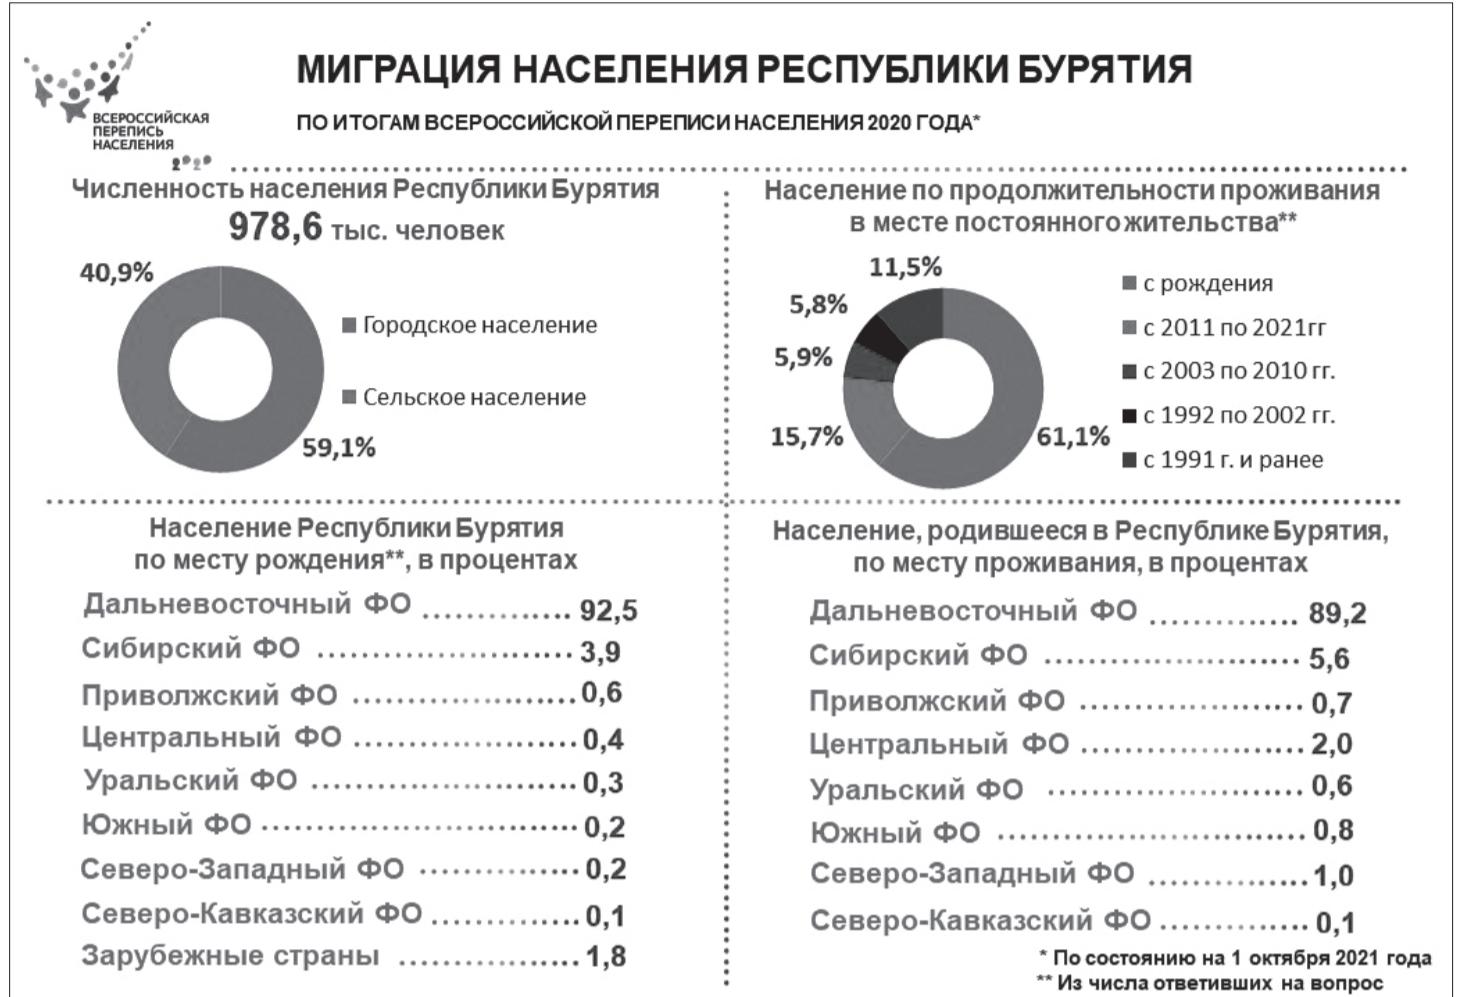 ВСЕРОССИЙСКАЯ
ПЕРЕПИСЬ
НАСЕЛЕНИЯ
2020
МИГРАЦИЯ НАСЕЛЕНИЯ РЕСПУБЛИКИ БУРЯТИЯ
ПО ИТОГАМ ВСЕРОССИЙСКОЙ ПЕРЕПИСИ НАСЕЛЕНИЯ 2020 ГОДА*
Численность населения Республики Бурятия
978,6 тыс. человек
40,9%
59,1%
Городское население
Сельское население
Население по продолжительности проживания
в месте постоянного жительства**
11,5%
5,8%
5,9%
15,7%
61,1%
с рождения
с 2011 по 2021гг
с 2003 по 2010 гг.
с 1992 по 2002 гг.
с 1991 г. и ранее
Население Республики Бурятия
по месту рождения**, в процентах
Дальневосточный ФО ............... 92,5
Сибирский ФО ............... 3,9
Приволжский ФО ............... 0,6
Центральный ФО ............... 0,4
Уральский ФО ............... 0,3
Южный ФО ............... 0,2
Северо-Западный ФО ............... 0,2
Северо-Кавказский ФО ............... 0,1
Зарубежные страны ............... 1,8
Население, родившееся в Республике Бурятия,
по месту проживания, в процентах
Дальневосточный ФО ............... 89,2
Сибирский ФО ............... 5,6
Приволжский ФО ............... 0,7
Центральный ФО ............... 2,0
Уральский ФО ............... 0,6
Южный ФО ............... 0,8
Северо-Западный ФО ............... 1,0
Северо-Кавказский ФО ............... 0,1
* По состоянию на 1 октября 2021 года
** Из числа ответивших на вопрос